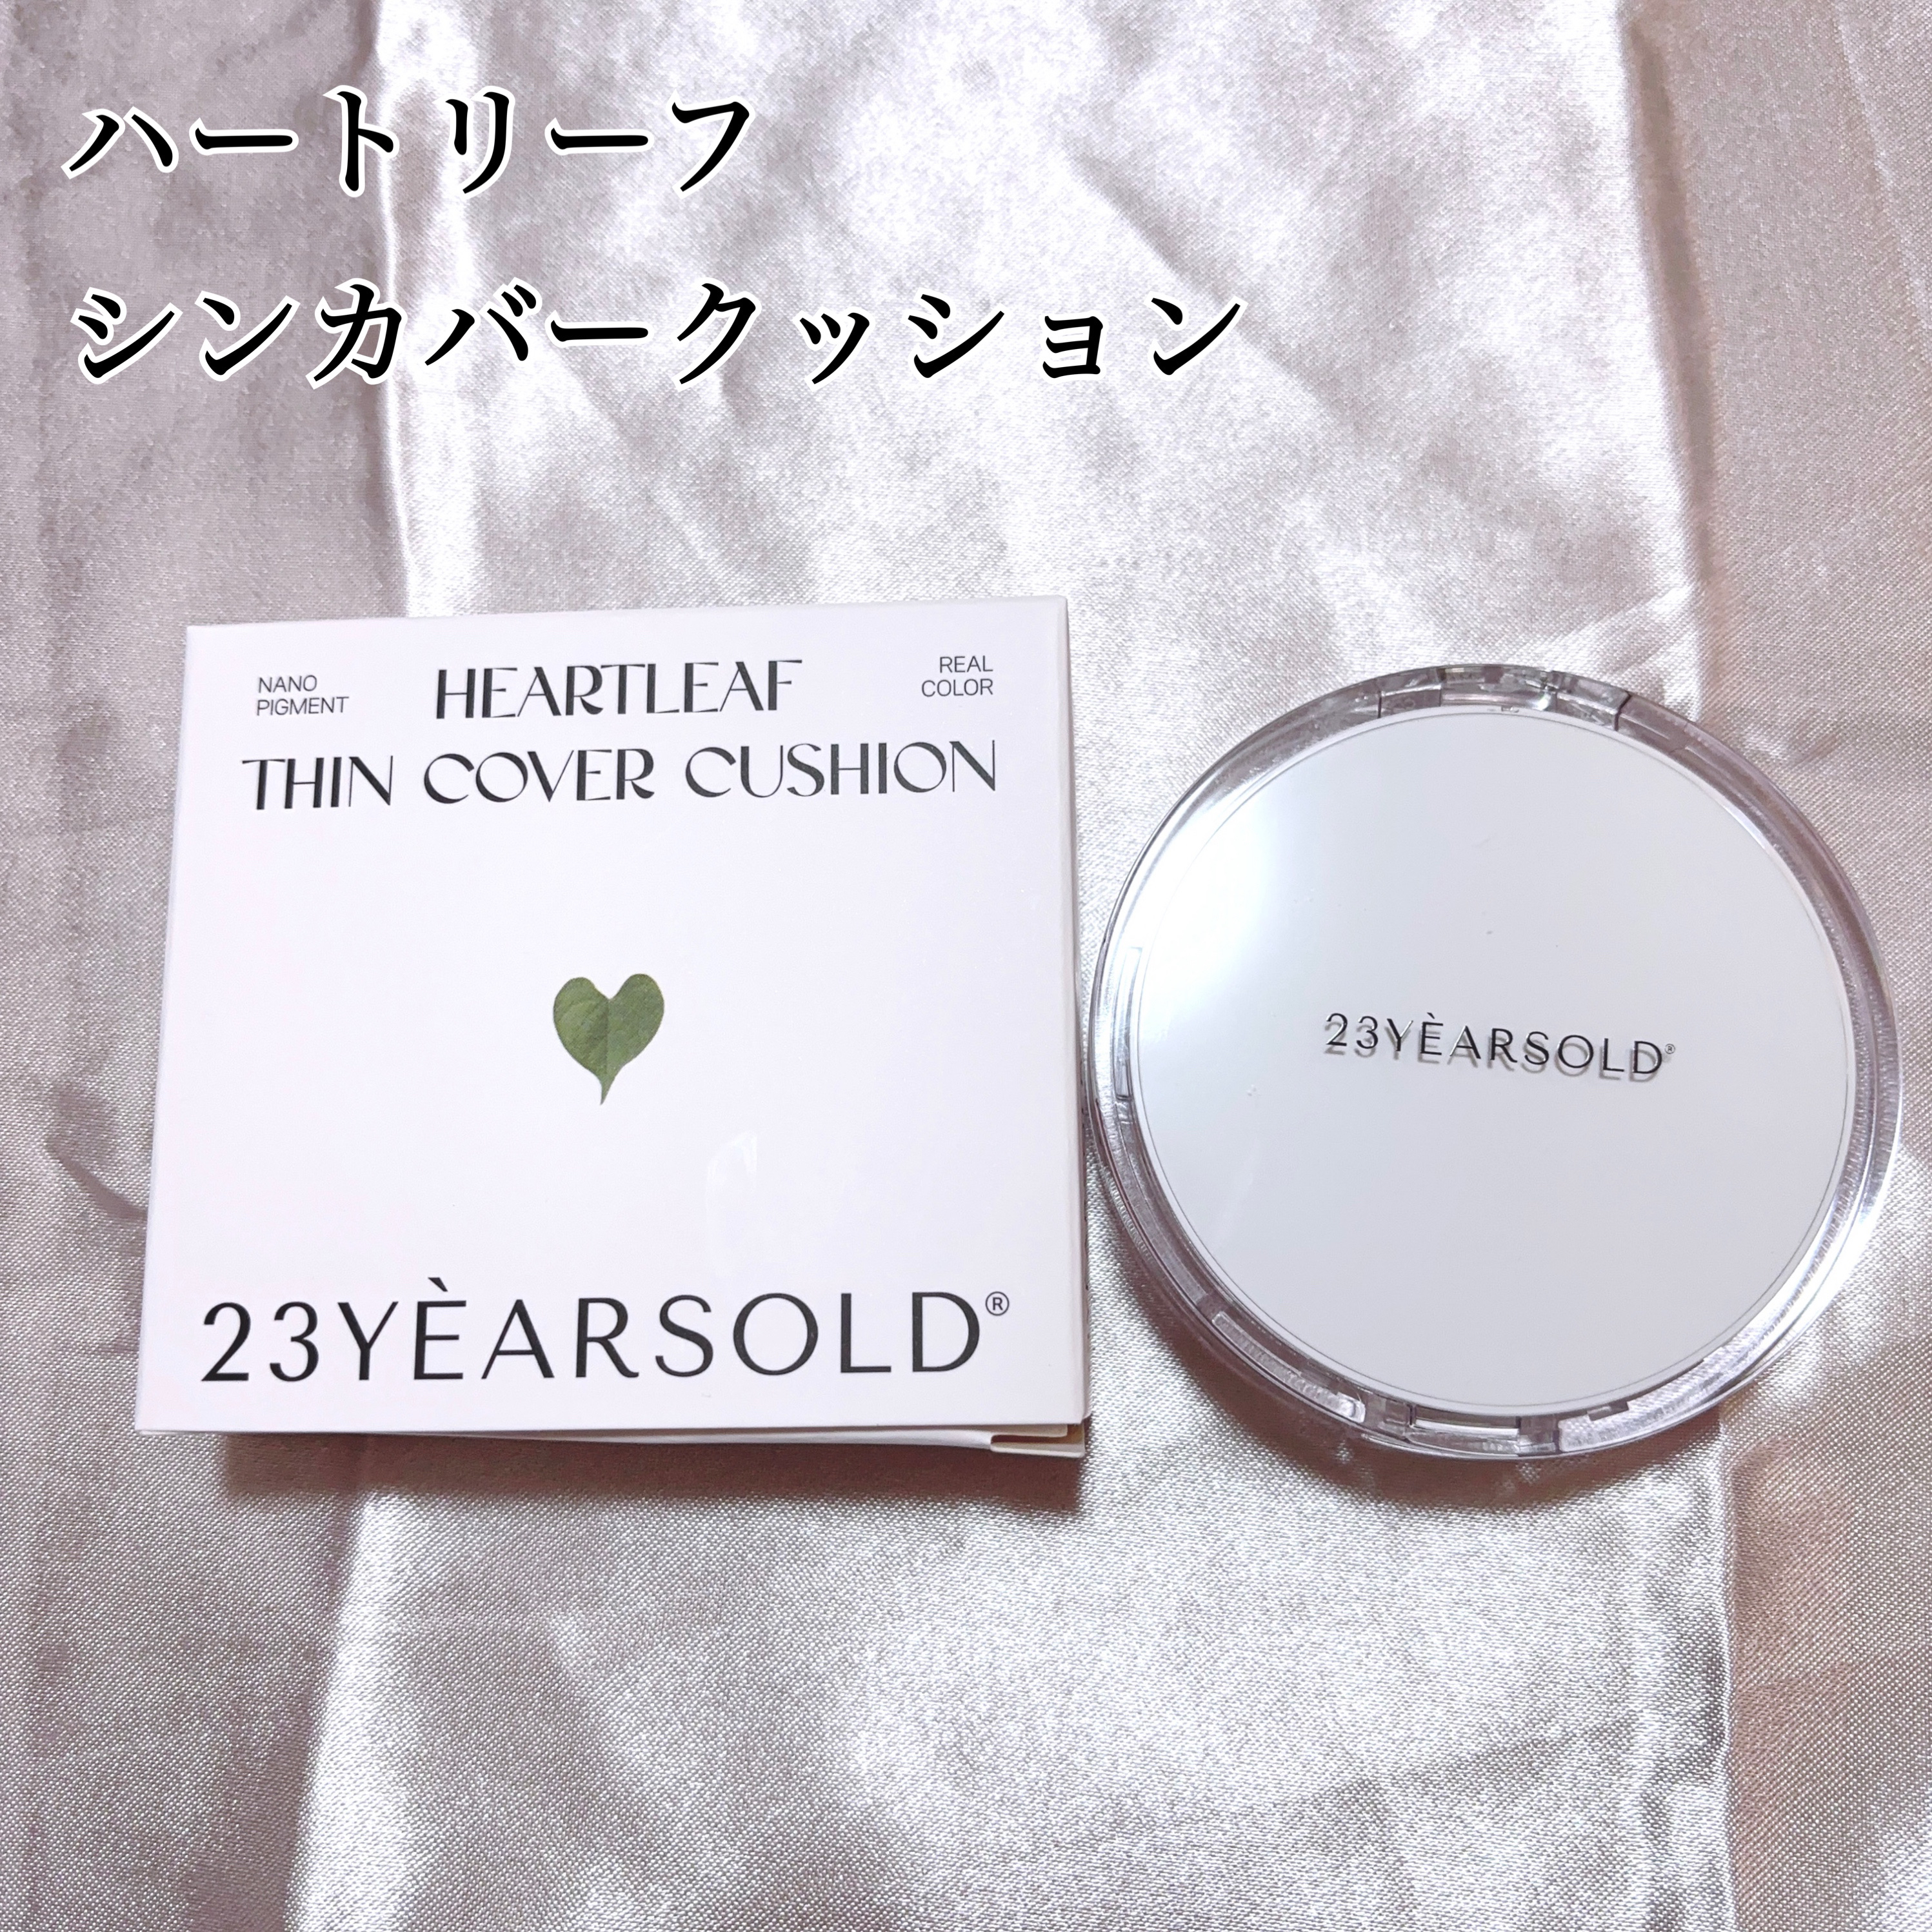 ハートリーフ
シンカバークッション
NANO
PIGMENT
HEARTLEAF
REAL
COLOR
THIN COVER CUSHION
23YÈARSOLD®
23YÈARSOLD®